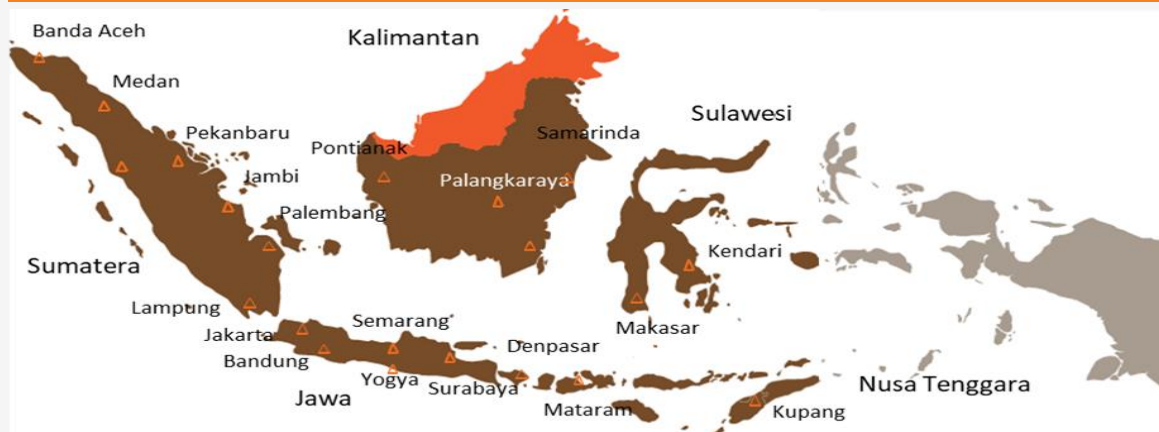 Banda Aceh
Kalimantan
Medan
Sulawesi
Pekanbaru
Samarinda
Pontianak
Jambi
Palangkaraya
Palembang
Kendari
Sumatera
Lampung
Semarang
Makasar
Jakarta
Denpasar
Bandung
Yogya
Surabaya
Nusa Tenggara
Jawa
Mataram
Kupang